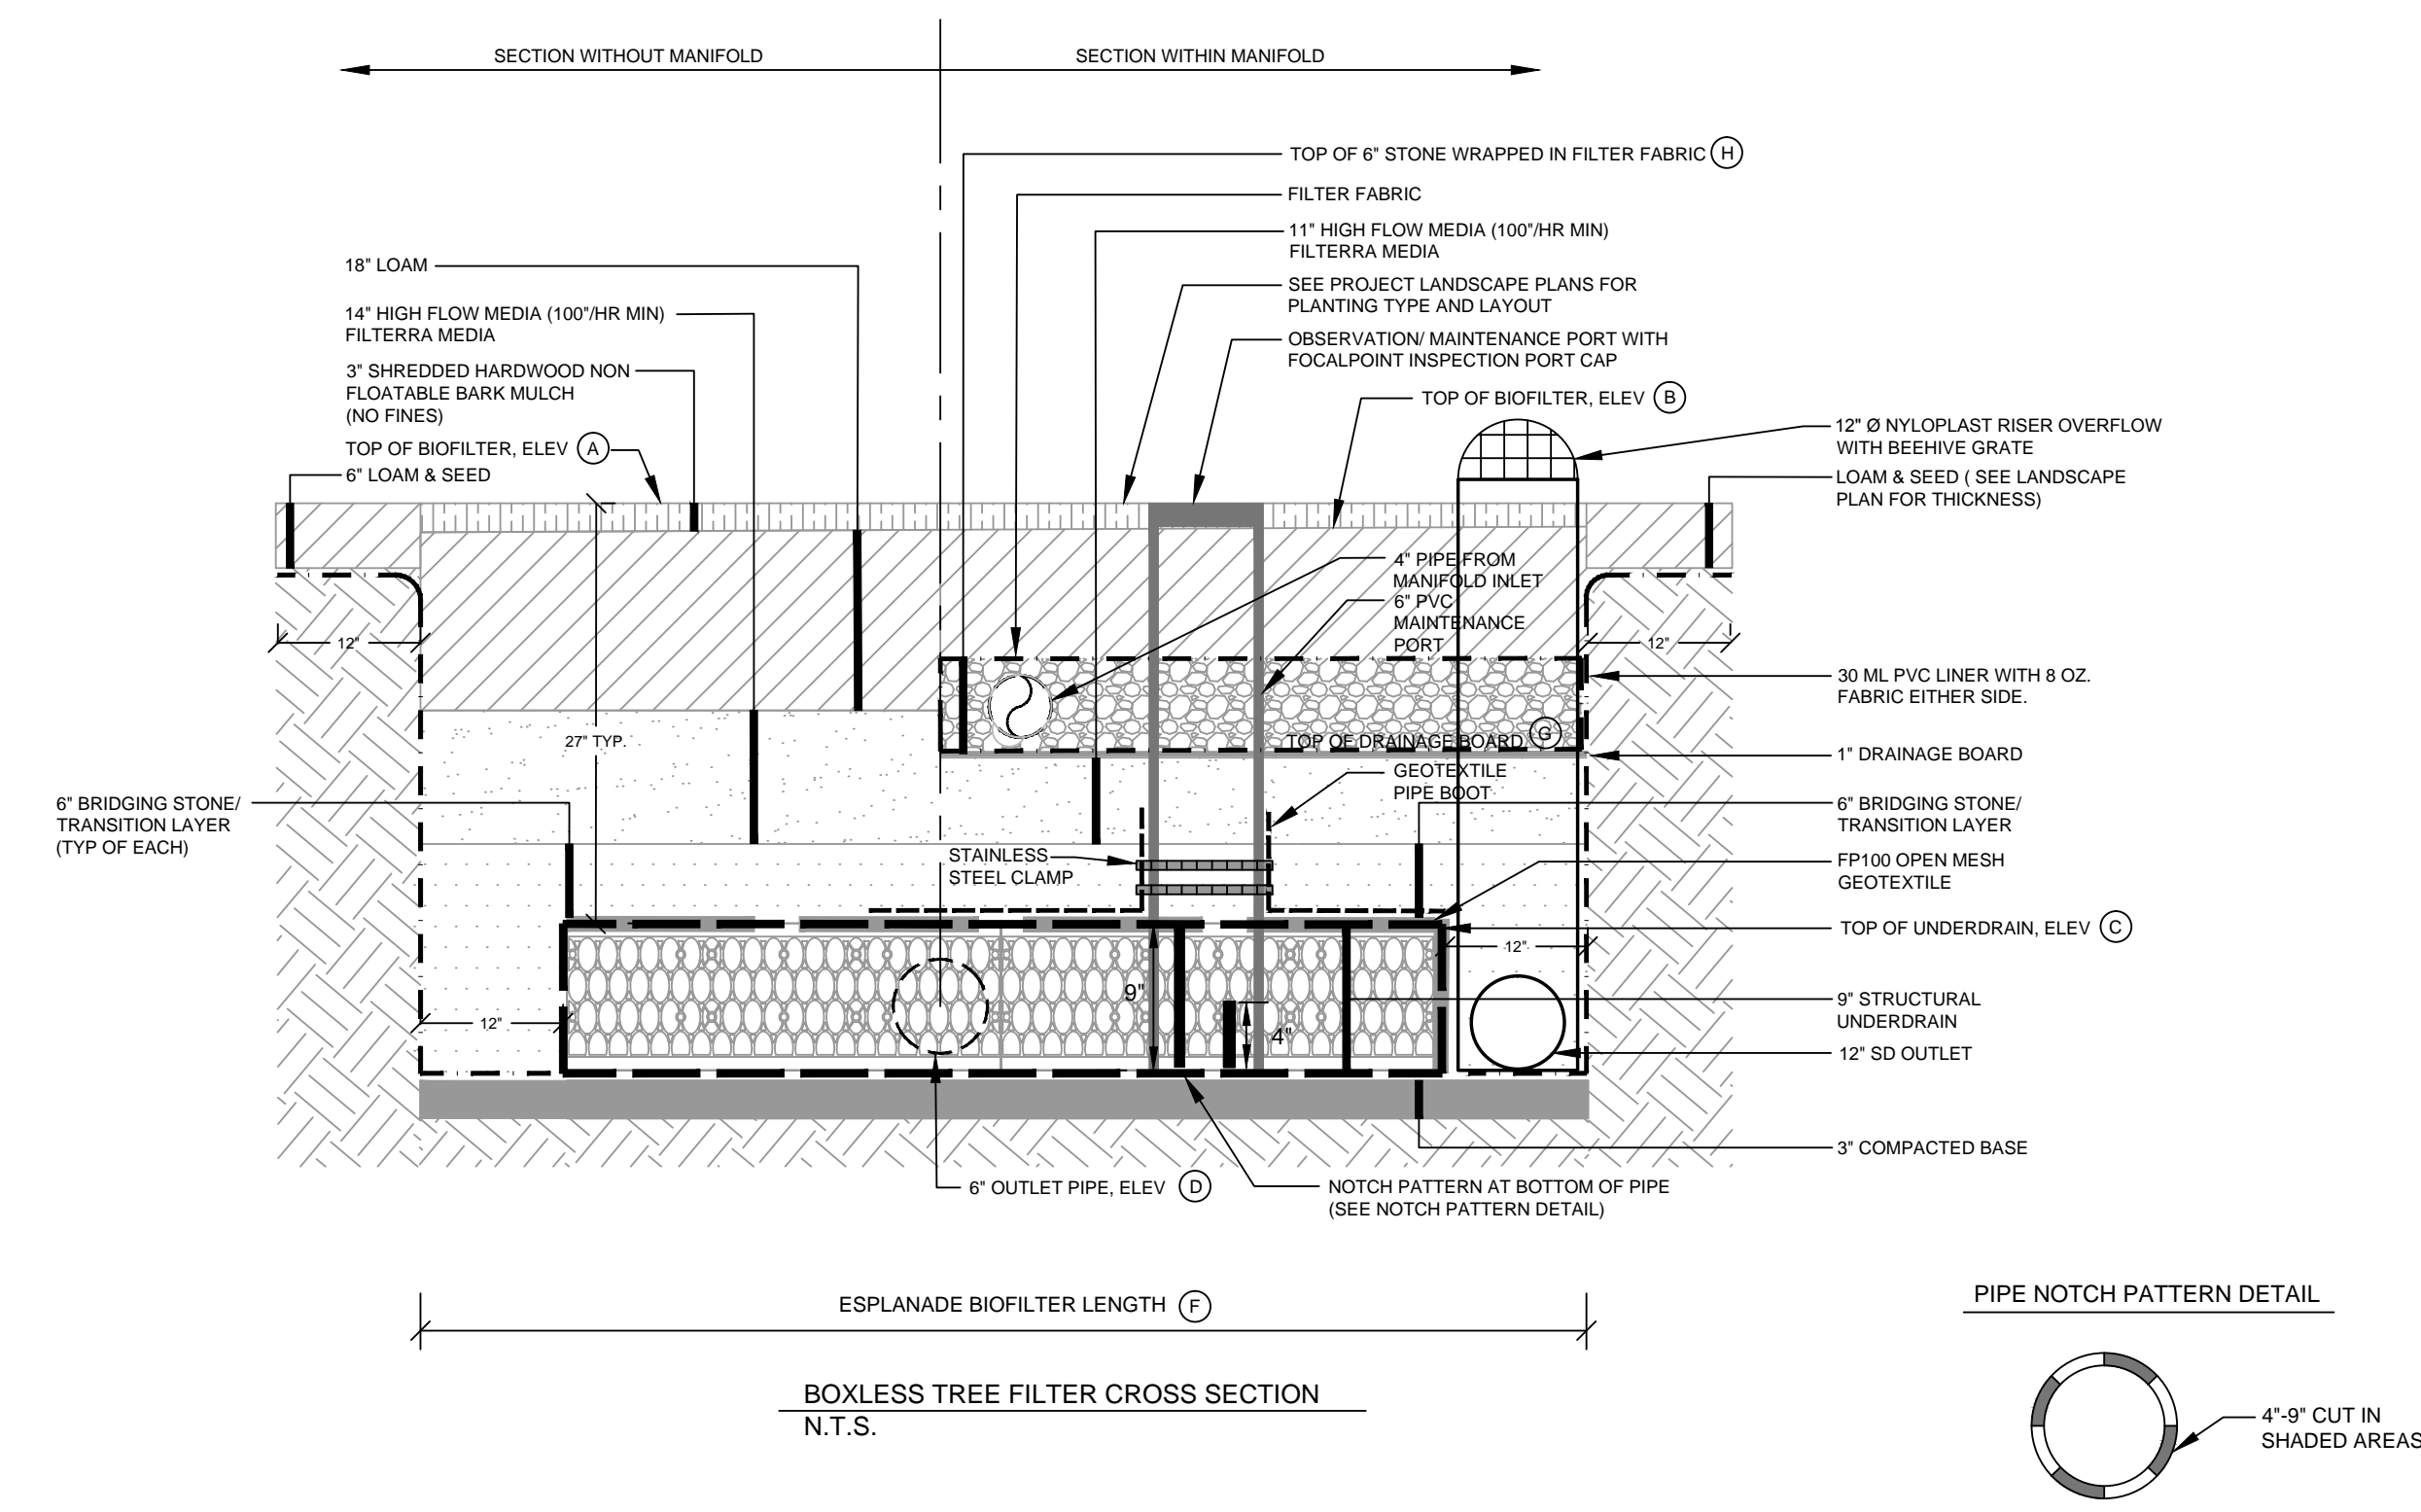 SECTION WITHOUT MANIFOLD
SECTION WITHIN MANIFOLD
TOP OF 6" STONE WRAPPED IN FILTER FABRIC H
FILTER FABRIC
11" HIGH FLOW MEDIA (100"/HR MIN)
FILTERRA MEDIA
SEE PROJECT LANDSCAPE PLANS FOR
PLANTING TYPE AND LAYOUT
OBSERVATION/ MAINTENANCE PORT WITH
FOCALPOINT INSPECTION PORT CAP
TOP OF BIOFILTER, ELEV B
18" LOAM
14" HIGH FLOW MEDIA (100"/HR MIN)
FILTERRA MEDIA
3" SHREDDED HARDWOOD NON
FLOATABLE BARK MULCH
(NO FINES)
TOP OF BIOFILTER, ELEV A
6" LOAM & SEED
12" Ø NYLOPLAST RISER OVERFLOW
WITH BEEHIVE GRATE
LOAM & SEED ( SEE LANDSCAPE
PLAN FOR THICKNESS)
4" PIPE FROM
MANIFOLD INLET
6" PVC
MAINTENANCE
PORT
12"
12"
30 ML PVC LINER WITH 8 OZ.
FABRIC EITHER SIDE.
27" TYP.
TOP OF DRAINAGE BOARD G
1" DRAINAGE BOARD
GEOTEXTILE
PIPE BOOT
6" BRIDGING STONE/
TRANSITION LAYER
(TYP OF EACH)
6" BRIDGING STONE/
TRANSITION LAYER
STAINLESS
STEEL CLAMP
FP100 OPEN MESH
GEOTEXTILE
TOP OF UNDERDRAIN, ELEV C
12"
9"
9" STRUCTURAL
UNDERDRAIN
12"
4"
12" SD OUTLET
3" COMPACTED BASE
6" OUTLET PIPE, ELEV D
NOTCH PATTERN AT BOTTOM OF PIPE
(SEE NOTCH PATTERN DETAIL)
ESPLANADE BIOFILTER LENGTH F
BOXLESS TREE FILTER CROSS SECTION
N.T.S.
PIPE NOTCH PATTERN DETAIL
4"-9" CUT IN
SHADED AREAS